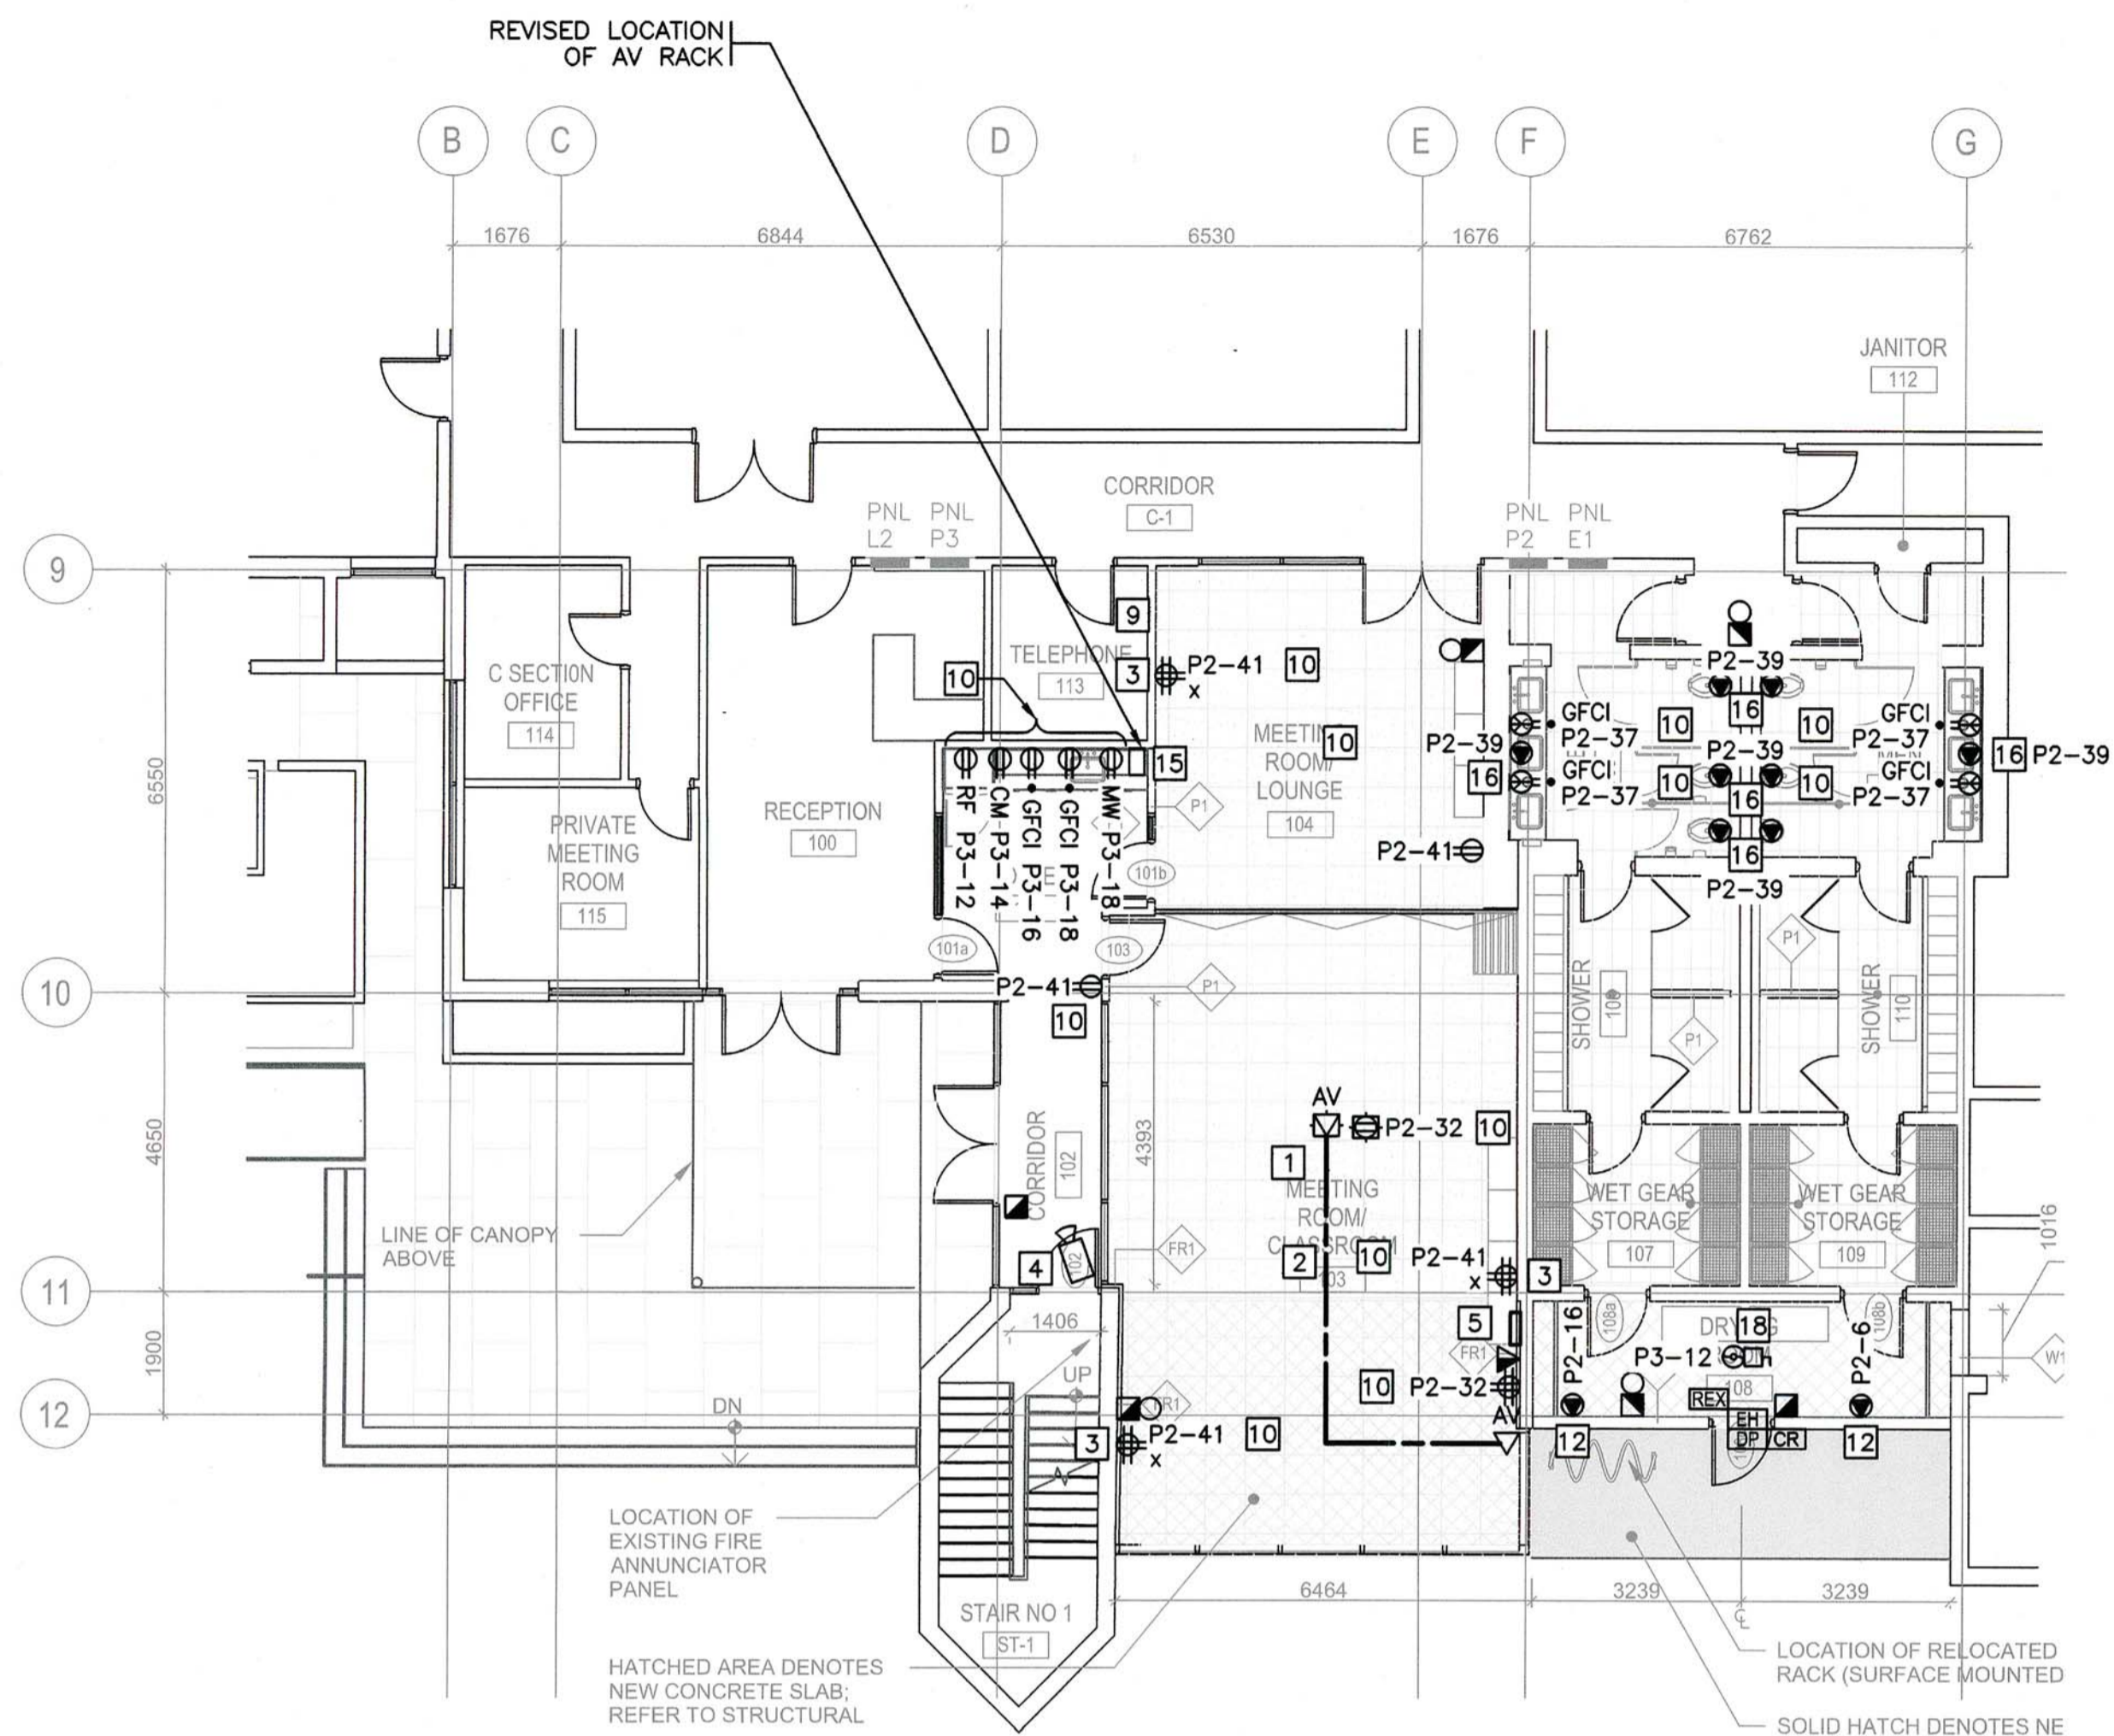 REVISED LOCATION
OF AV RACK
B
C
D
E
F
G
1676
6844
6530
1676
6762
JANITOR
112
CORRIDOR
C-1
PNL
L2
PNL
P3
PNL
P2
PNL
E1
9
9
TELEPHONE
113
3
P2-41
x
10
10
C SECTION
OFFICE
114
P2-39
16
GFCI
P2-37
10
10
GFCI
P2-37
MEETING
ROOM/
LOUNGE
104
10
P2-39
16
P2-39
16
P2-39
GFCI
P2-37
10
16
10
GFCI
P2-37
15
RECEPTION
100
PRIVATE
MEETING
ROOM
115
RF P3-12
CM P3-14
GFCI P3-16
GFCI P3-18
MW P3-18
P1
P2-41
16
P2-39
101b
101a
103
6550
10
P2-41
10
P1
P1
P1
SHOWER
SHOWER
110
4650
4393
AV
P2-32
10
1
CORRIDOR
102
MEETING
ROOM/
CLASSROOM
103
2
10
P2-41
x
3
FR1
WET GEAR
STORAGE
107
WET GEAR
STORAGE
109
1016
LINE OF CANOPY
ABOVE
4
102
11
1406
5
FR1
108a
108b
DRYING
18
P3-12
108
P2-16
P2-6
W1
1900
UP
10
P2-32
AV
REX
EH
DP
CR
12
12
12
DN
FR1
3
P2-41
x
10
LOCATION OF
EXISTING FIRE
ANNUNCIATOR
PANEL
6464
3239
3239
STAIR NO 1
ST-1
HATCHED AREA DENOTES
NEW CONCRETE SLAB;
REFER TO STRUCTURAL
LOCATION OF RELOCATED
RACK (SURFACE MOUNTED
SOLID HATCH DENOTES NE